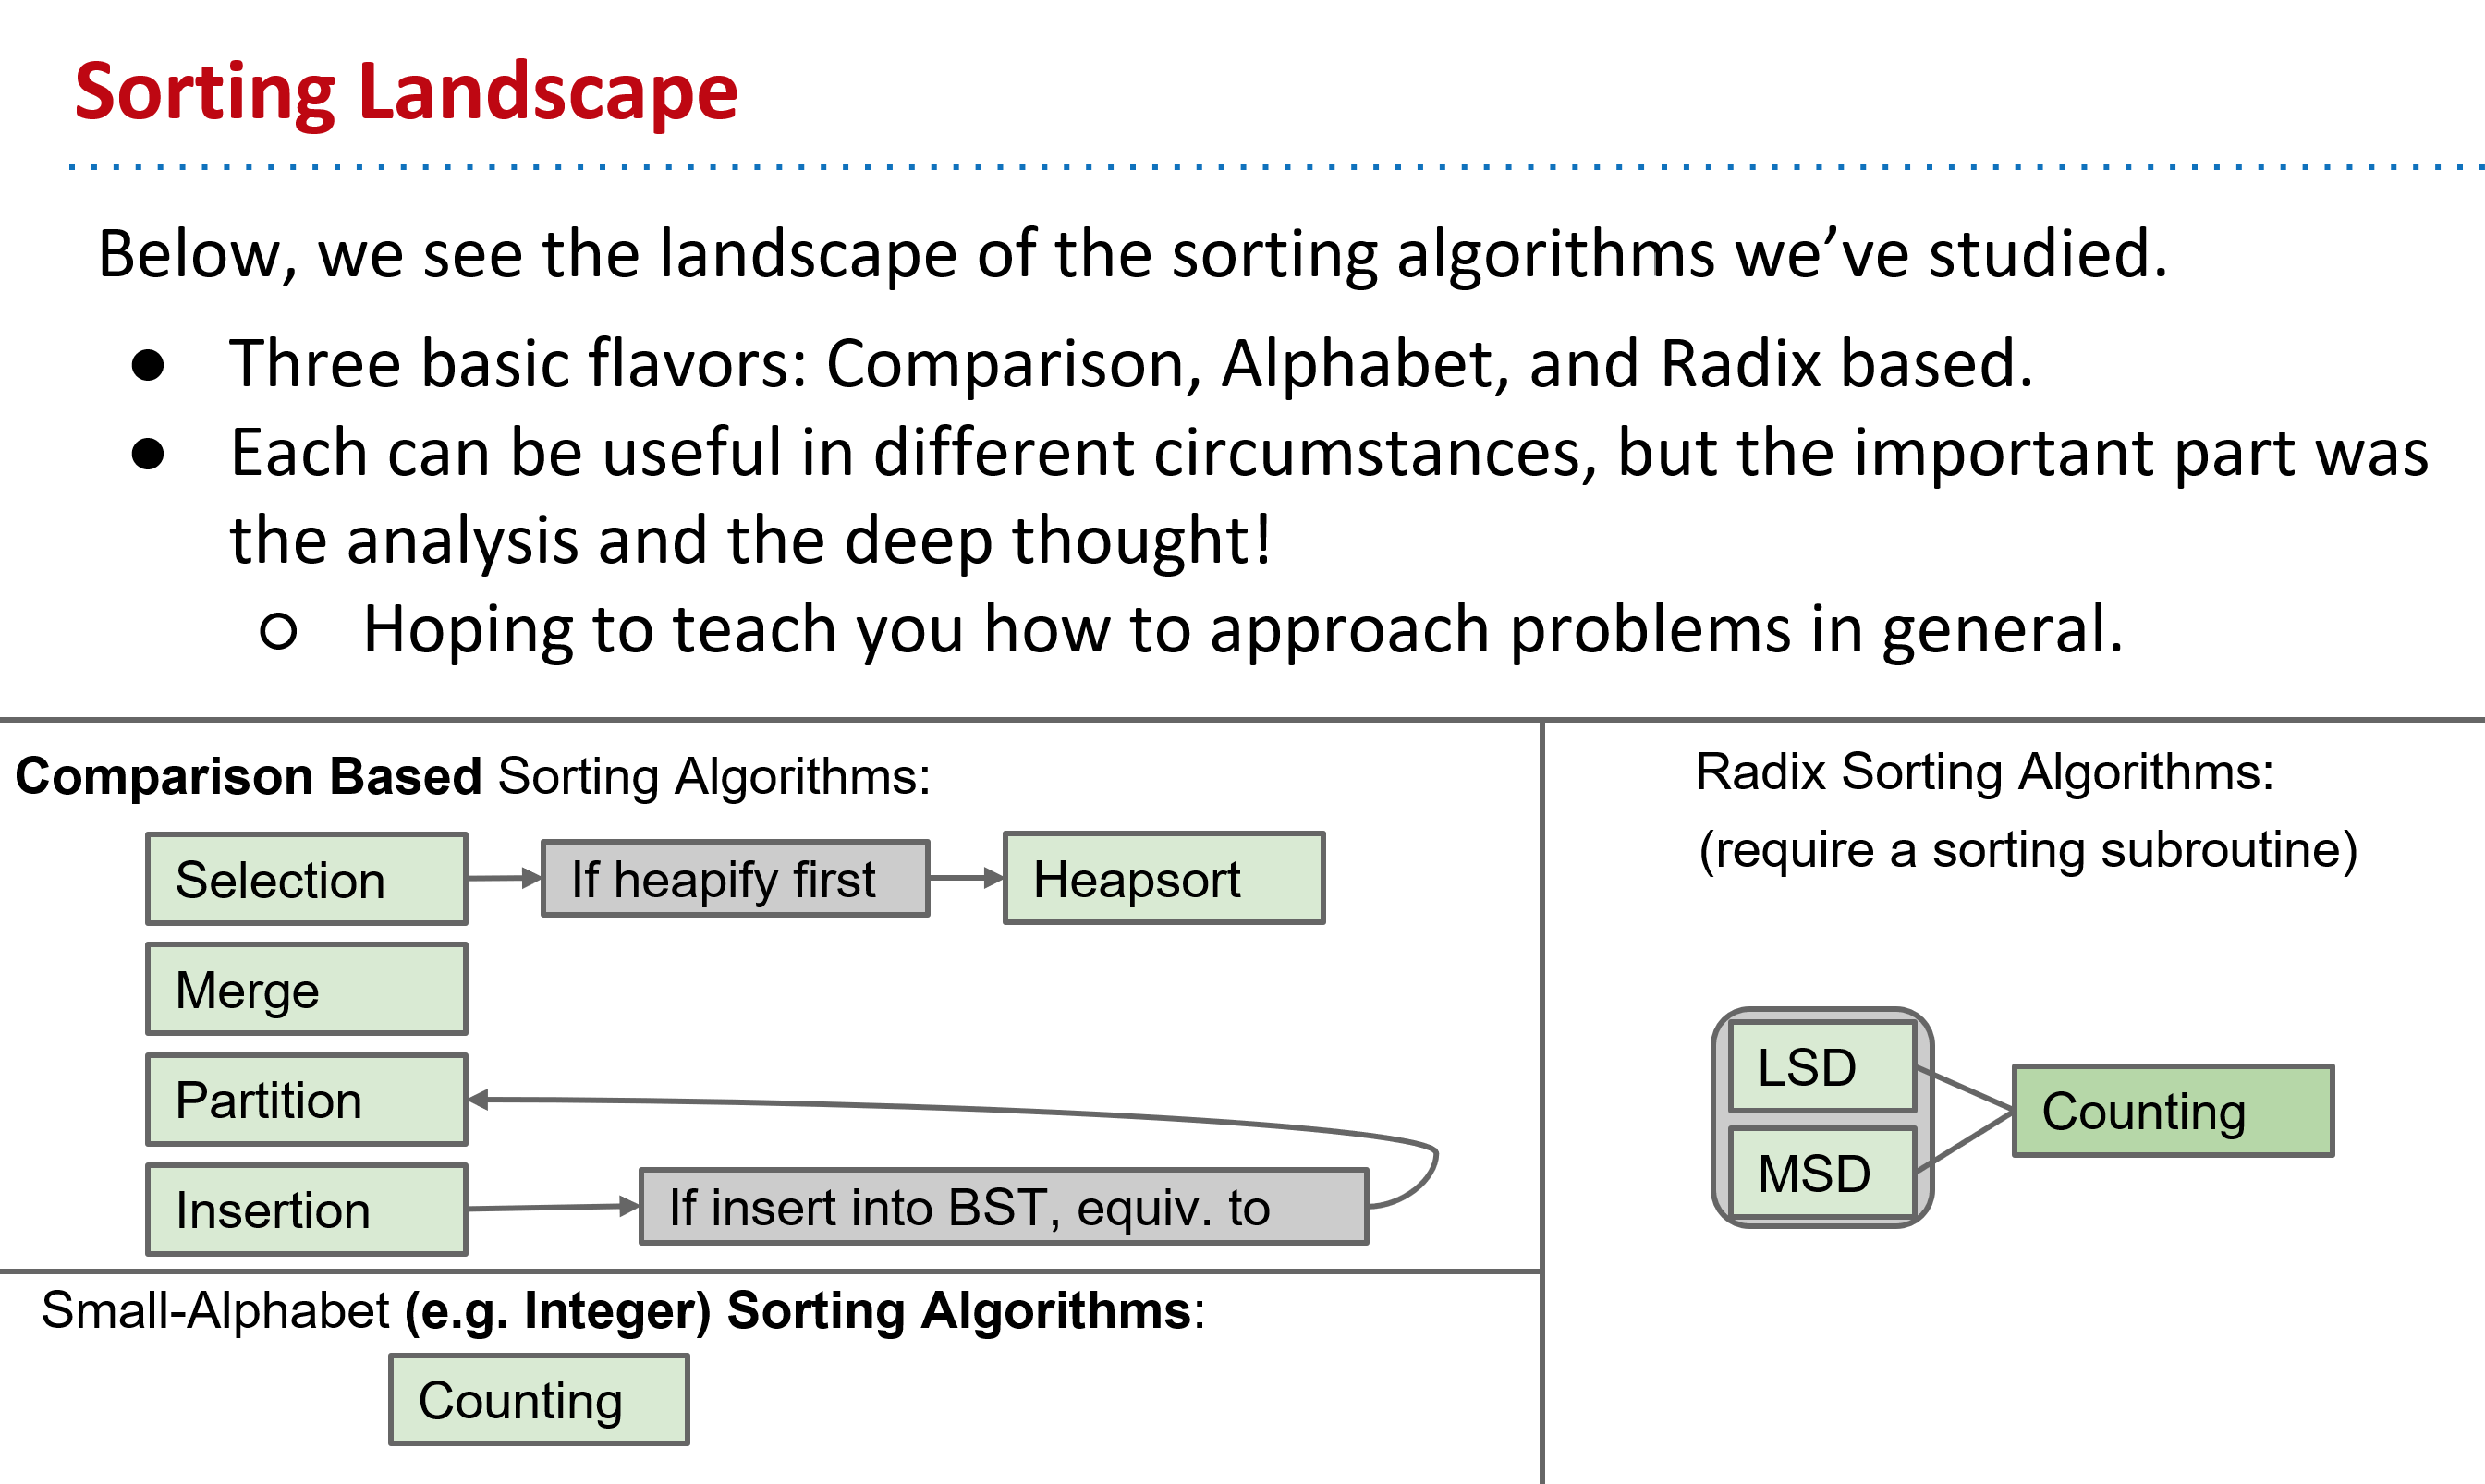 Sorting Landscape
Below, we see the landscape of the sorting algorithms we’ve studied.
● Three basic flavors: Comparison, Alphabet, and Radix based.
● Each can be useful in different circumstances, but the important part was
the analysis and the deep thought!
○ Hoping to teach you how to approach problems in general.
Comparison Based Sorting Algorithms:
Selection
If heapify first
Heapsort
Merge
Partition
Insertion
If insert into BST, equiv. to
Small-Alphabet (e.g. Integer) Sorting Algorithms:
Counting
Radix Sorting Algorithms:
(require a sorting subroutine)
LSD
MSD
Counting